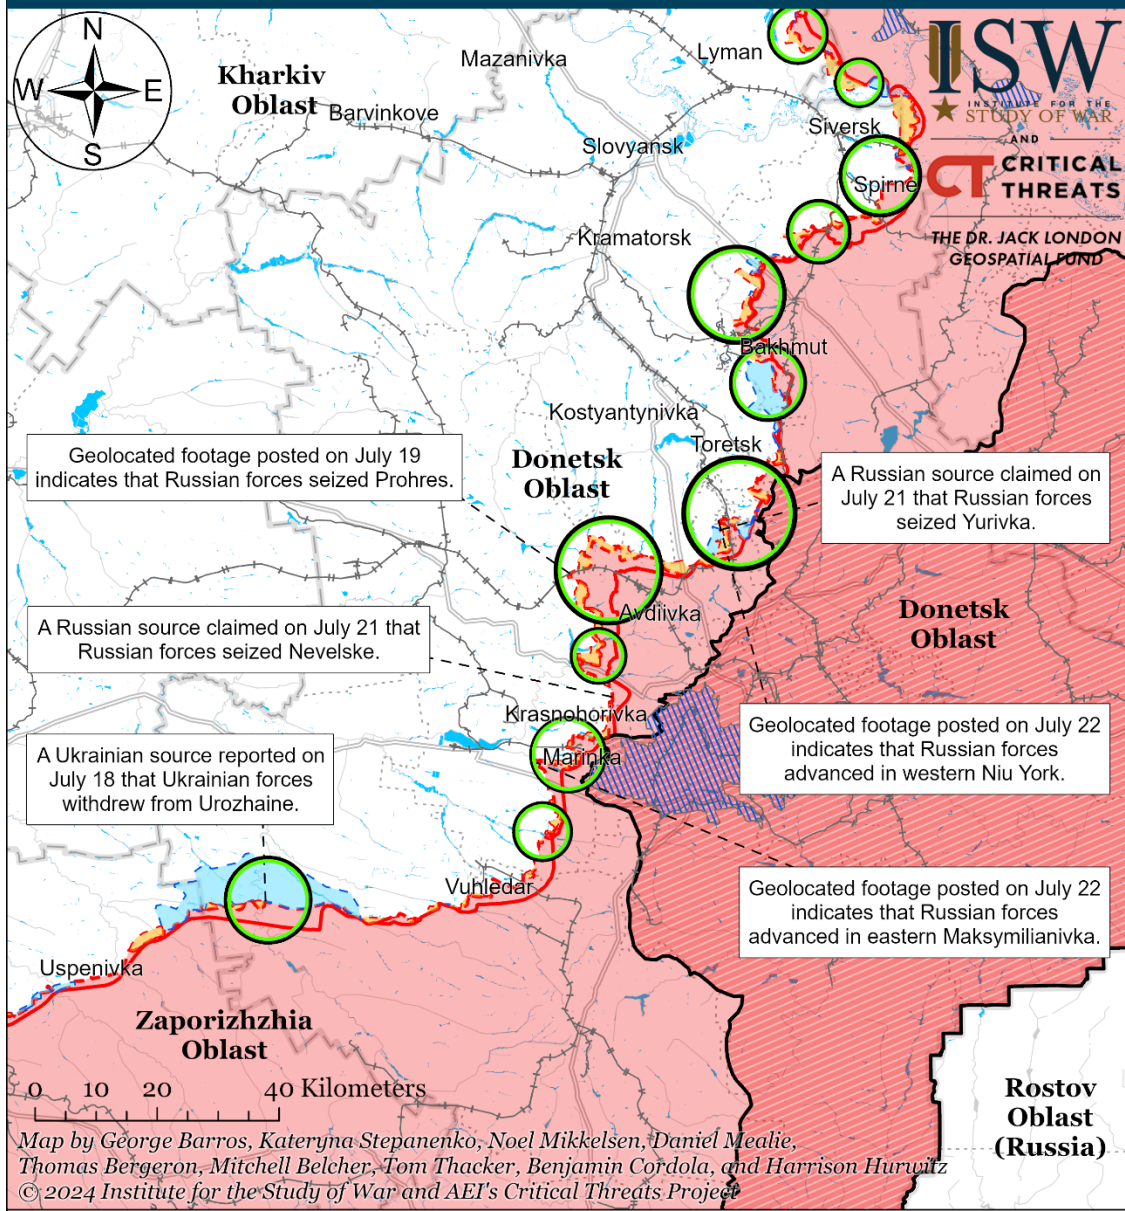 N
W
E
S
ISW
INSTITUTE FOR THE
STUDY OF WAR
AND
CT CRITICAL
THREATS
THE DR. JACK LONDON
GEOSPATIAL FUND
Kharkiv
Oblast
Mazanivka
Lyman
Barvinkove
Siversk
Slovyansk
Spirne
Kramatorsk
Bakhmut
Kostyantynivka
Toretsk
Donetsk
Oblast
Geolocated footage posted on July 19
indicates that Russian forces seized Prohres.
A Russian source claimed on
July 21 that Russian forces
seized Yurivka.
Avdiivka
Donetsk
Oblast
A Russian source claimed on July 21 that
Russian forces seized Nevelske.
Krasnohorivka
Marinka
Geolocated footage posted on July 22
indicates that Russian forces
advanced in western Niu York.
A Ukrainian source reported on
July 18 that Ukrainian forces
withdrew from Urozhaine.
Vuhledar
Geolocated footage posted on July 22
indicates that Russian forces
advanced in eastern Maksymilianivka.
Uspenivka
Zaporizhzhia
Oblast
Rostov
Oblast
(Russia)
0 10 20 40 Kilometers
Map by George Barros, Kateryna Stepanenko, Noel Mikkelsen, Daniel Mealie,
Thomas Bergeron, Mitchell Belcher, Tom Thacker, Benjamin Cordola, and Harrison Hurwitz
© 2024 Institute for the Study of War and AEI's Critical Threats Project